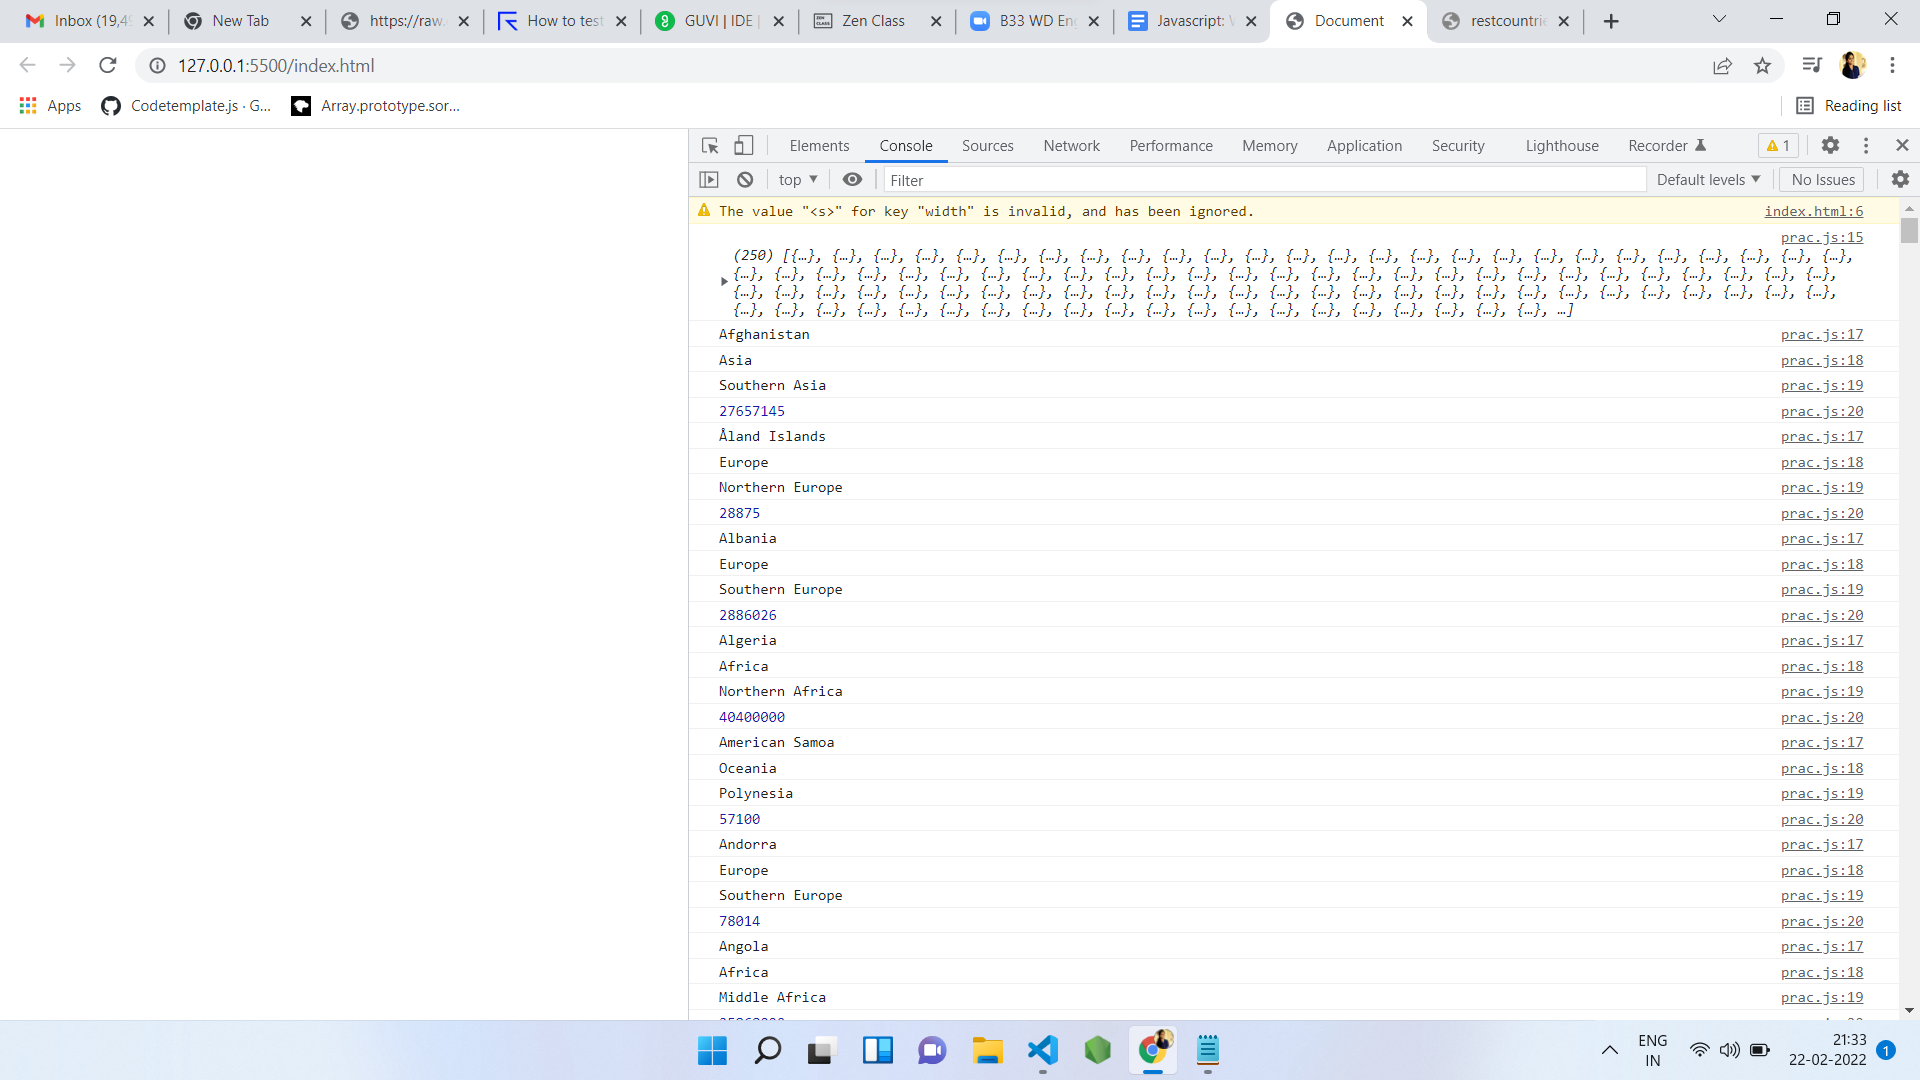 Inbox (19,49
New Tab
https://raw.
How to test
GUVI | IDE |
Zen Class
B33 WD En
Javascript: W
Document
restcountrie
127.0.0.1:5500/index.html
Apps
Codetemplate.js · G...
Array.prototype.sor...
Reading list
Elements
Console
Sources
Network
Performance
Memory
Application
Security
Lighthouse
Recorder
1
top
Filter
Default levels
No Issues
The value "<s>" for key "width" is invalid, and has been ignored. index.html:6
prac.js:15
(250) [{…}, {…}, {…}, {…}, {…}, {…}, {…}, {…}, {…}, {…}, {…}, {…}, {…}, {…}, {…}, {…}, {…}, {…}, {…}, {…}, {…}, {…}, {…}, {…}, {…}, {…},
{…}, {…}, {…}, {…}, {…}, {…}, {…}, {…}, {…}, {…}, {…}, {…}, {…}, {…}, {…}, {…}, {…}, {…}, {…}, {…}, {…}, {…}, {…}, {…}, {…}, {…}, {…},
{…}, {…}, {…}, {…}, {…}, {…}, {…}, {…}, {…}, {…}, {…}, {…}, {…}, {…}, {…}, {…}, {…}, {…}, {…}, {…}, {…}, {…}, {…}, {…}, {…}, {…}, {…},
{…}, {…}, {…}, {…}, {…}, {…}, {…}, {…}, {…}, {…}, {…}, {…}, {…}, {…}, {…}, {…}, {…}, {…}, {…}, {…}, …]
Afghanistan prac.js:17
Asia prac.js:18
Southern Asia prac.js:19
27657145 prac.js:20
Åland Islands prac.js:17
Europe prac.js:18
Northern Europe prac.js:19
28875 prac.js:20
Albania prac.js:17
Europe prac.js:18
Southern Europe prac.js:19
2886026 prac.js:20
Algeria prac.js:17
Africa prac.js:18
Northern Africa prac.js:19
40400000 prac.js:20
American Samoa prac.js:17
Oceania prac.js:18
Polynesia prac.js:19
57100 prac.js:20
Andorra prac.js:17
Europe prac.js:18
Southern Europe prac.js:19
78014 prac.js:20
Angola prac.js:17
Africa prac.js:18
Middle Africa prac.js:19
ENG
IN
21:33
22-02-2022
1